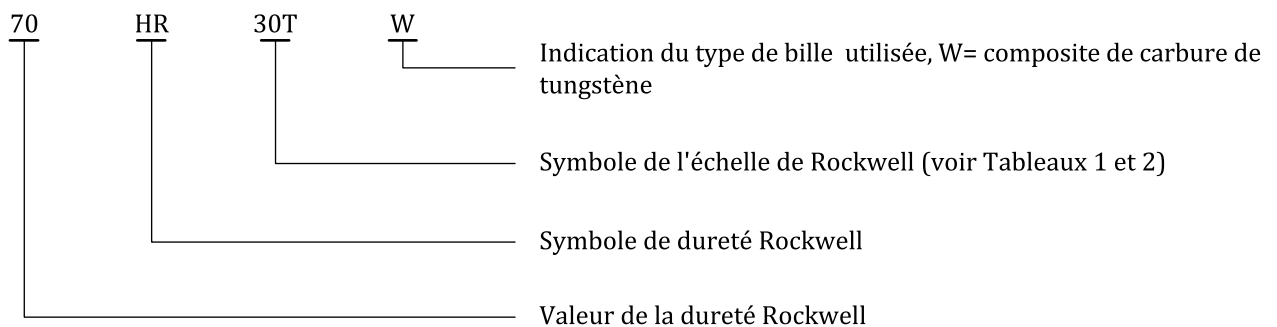 70 HR 30T W
Indication du type de bille utilisée, W= composite de carbure de
tungstène
Symbole de l'échelle de Rockwell (voir Tableaux 1 et 2)
Symbole de dureté Rockwell
Valeur de la dureté Rockwell